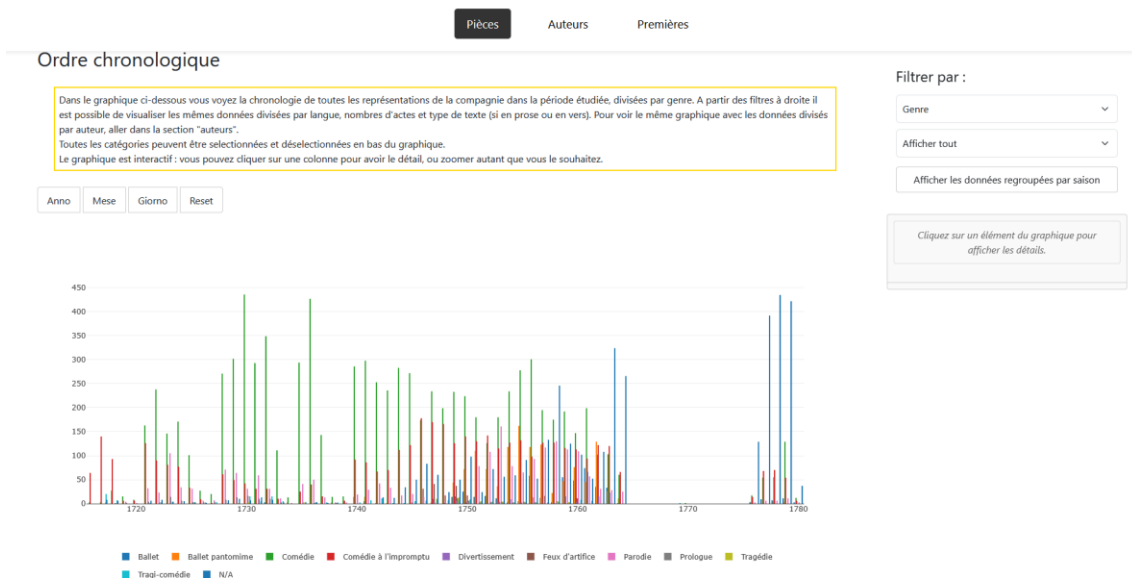 Pièces Auteurs Premières
Ordre chronologique
Dans le graphique ci-dessous vous voyez la chronologie de toutes les représentations de la compagnie dans la période étudiée, divisées par genre. A partir des filtres à droite il
est possible de visualiser les mêmes données divisées par langue, nombres d'actes et type de texte (si en prose ou en vers). Pour voir le même graphique avec les données divisés
par auteur, aller dans la section "auteurs".
Toutes les catégories peuvent être selectionnées et déselectionnées en bas du graphique.
Le graphique est interactif : vous pouvez cliquer sur une colonne pour avoir le détail, ou zoomer autant que vous le souhaitez.
Anno Mese Giorno Reset
Filtrer par :
Genre
Afficher tout
Afficher les données regroupées par saison
Cliquez sur un élément du graphique pour
afficher les détails.
450
400
350
300
250
200
150
100
50
0
1720 1730 1740 1750 1760 1770 1780
Ballet Ballet pantomime Comédie Comédie à l'impromptu Divertissement Feux d'artifice Parodie Prologue Tragédie
Tragi-comédie N/A